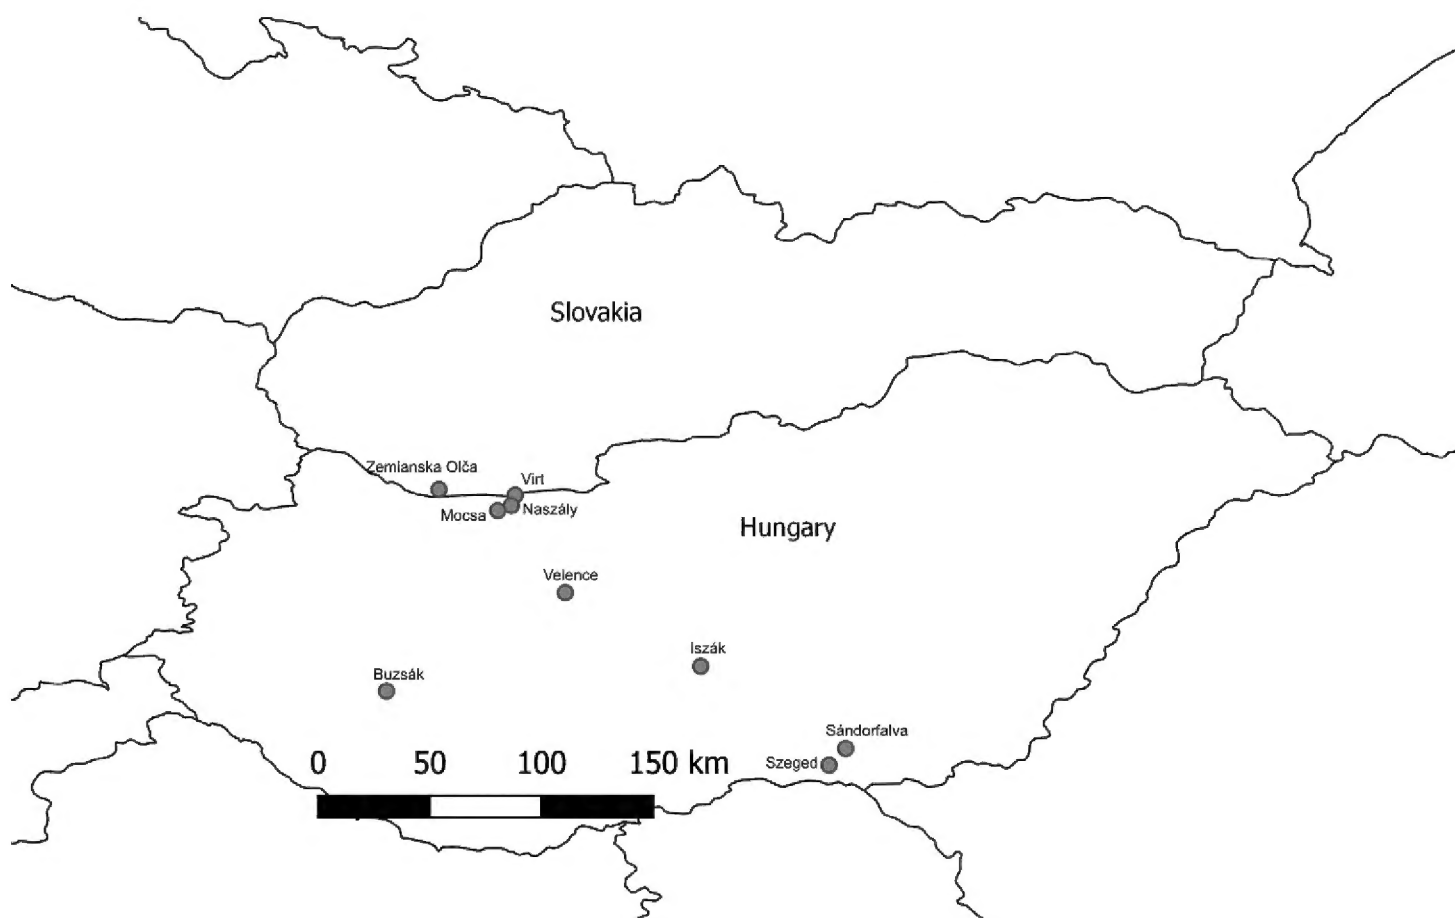 Slovakia
Zemianska Olča
Virt
Mocsa
Naszály
Hungary
Velence
Iszák
Buzsák
Sándorfalva
Szeged
0 50 100 150 km